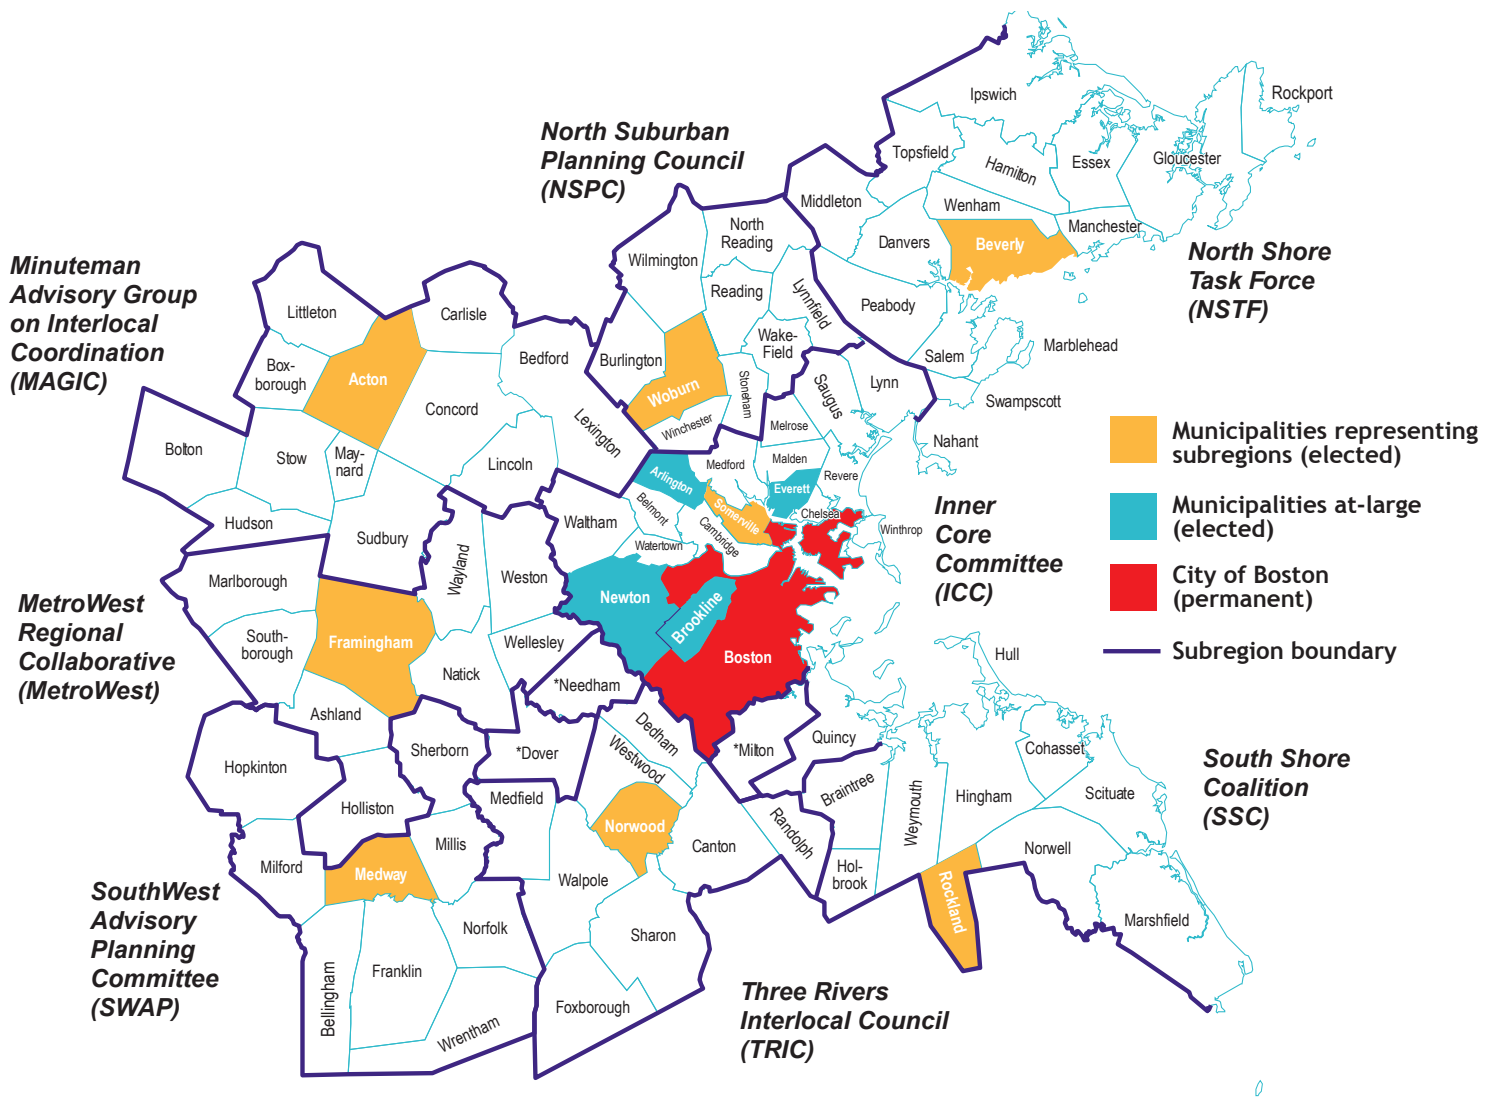 North Suburban
Planning Council
(NSPC)
Minuteman
Advisory Group
on Interlocal
Coordination
(MAGIC)
MetroWest
Regional
Collaborative
(MetroWest)
SouthWest
Advisory
Planning
Committee
(SWAP)
Three Rivers
Interlocal Council
(TRIC)
South Shore
Coalition
(SSC)
Inner
Core
Committee
(ICC)
North Shore
Task Force
(NSTF)
Municipalities representing
subregions (elected)
Municipalities at-large
(elected)
City of Boston
(permanent)
Subregion boundary
Ipswich
Rockport
Topsfield
Hamilton
Essex
Gloucester
Middleton
Wenham
Manchester
Danvers
Beverly
Peabody
Salem
Marblehead
Swampscott
Nahant
North
Reading
Wilmington
Reading
Lynnfield
Wake-
Field
Burlington
Woburn
Stoneham
Winchester
Saugus
Lynn
Melrose
Malden
Medford
Everett
Revere
Chelsea
Winthrop
Arlington
Belmont
Somerville
Cambridge
Watertown
Waltham
Newton
Brookline
Boston
*Needham
*Milton
Quincy
Littleton
Carlisle
Box-
borough
Acton
Bedford
Concord
Lexington
Bolton
Stow
May-
nard
Lincoln
Hudson
Sudbury
Wayland
Weston
Marlborough
South-
borough
Framingham
Wellesley
Natick
Ashland
Holliston
Hopkinton
Sherborn
*Dover
Milford
Medway
Millis
Medfield
Norfolk
Franklin
Bellingham
Wrentham
Dedham
Westwood
Norwood
Canton
Walpole
Sharon
Foxborough
Randolph
Braintree
Hol-
brook
Weymouth
Hingham
Hull
Cohasset
Scituate
Norwell
Rockland
Marshfield